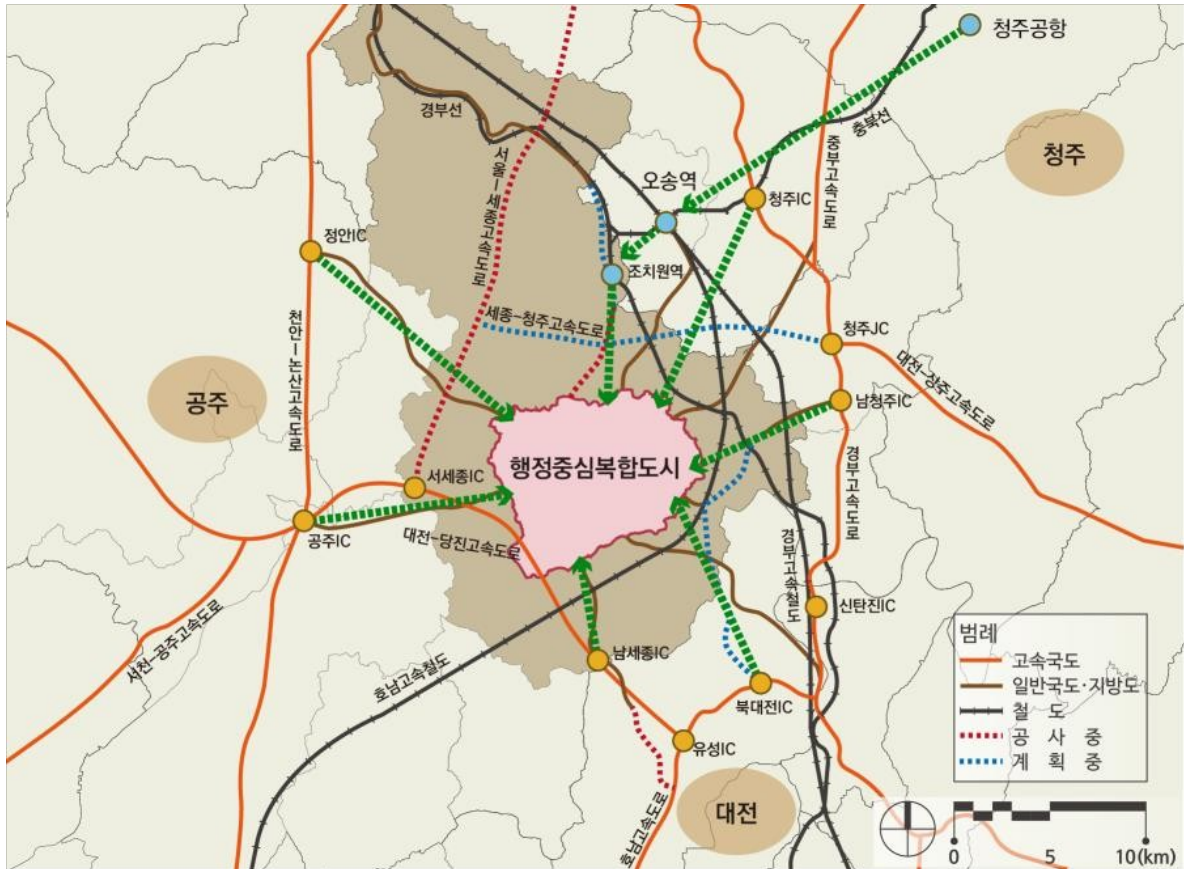 청주공항
경부선
충북선
중부고속도로
청주
서울-세종고속도로
오송역
청주IC
정안IC
조치원역
세종-청주고속도로
천안-논산고속도로
청주JC
대전-상주고속도로
공주
남청주IC
행정중심복합도시
서세종IC
경부고속도로
공주IC
대전-당진고속도로
경부고속철도
신탄진IC
서천-공주고속도로
호남고속철도
남세종IC
북대전IC
유성IC
대전
호남고속도로
범례
고속국도
일반국도·지방도
철 도
공 사 중
계 획 중
0 5 10(km)